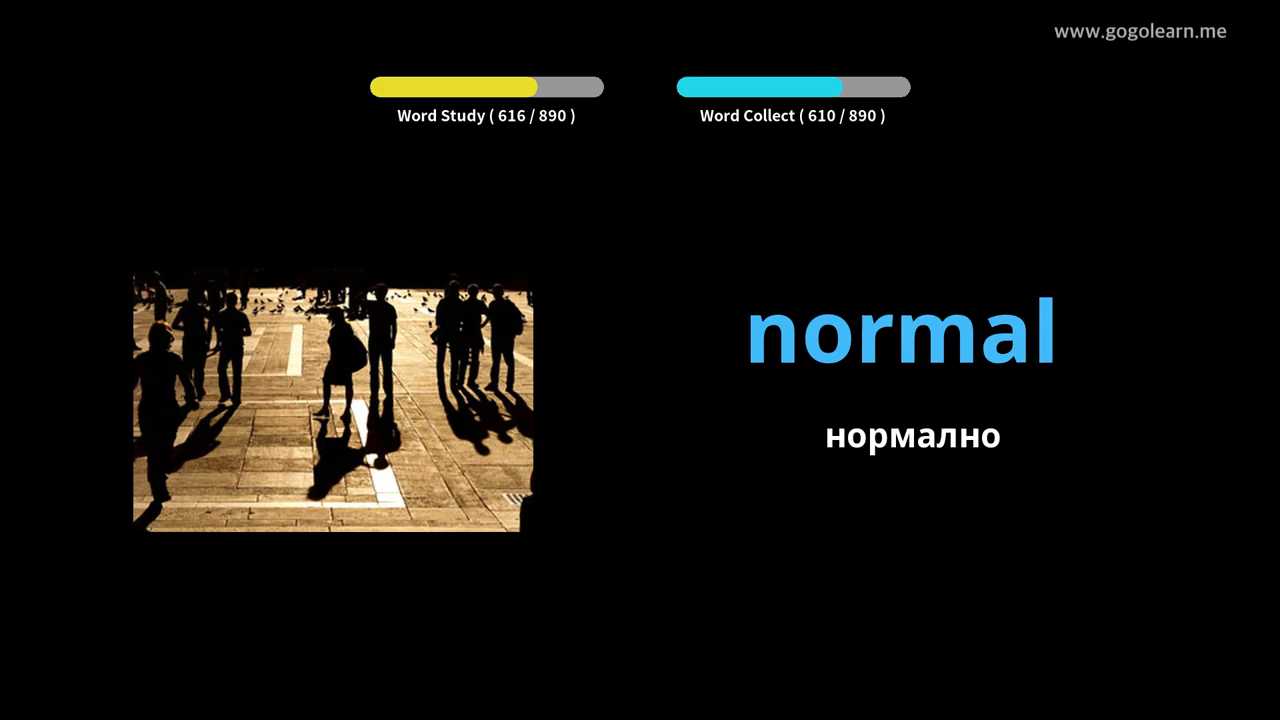 www.gogolearn.me
Word Study ( 616 / 890 )
Word Collect ( 610 / 890 )
normal
нормално